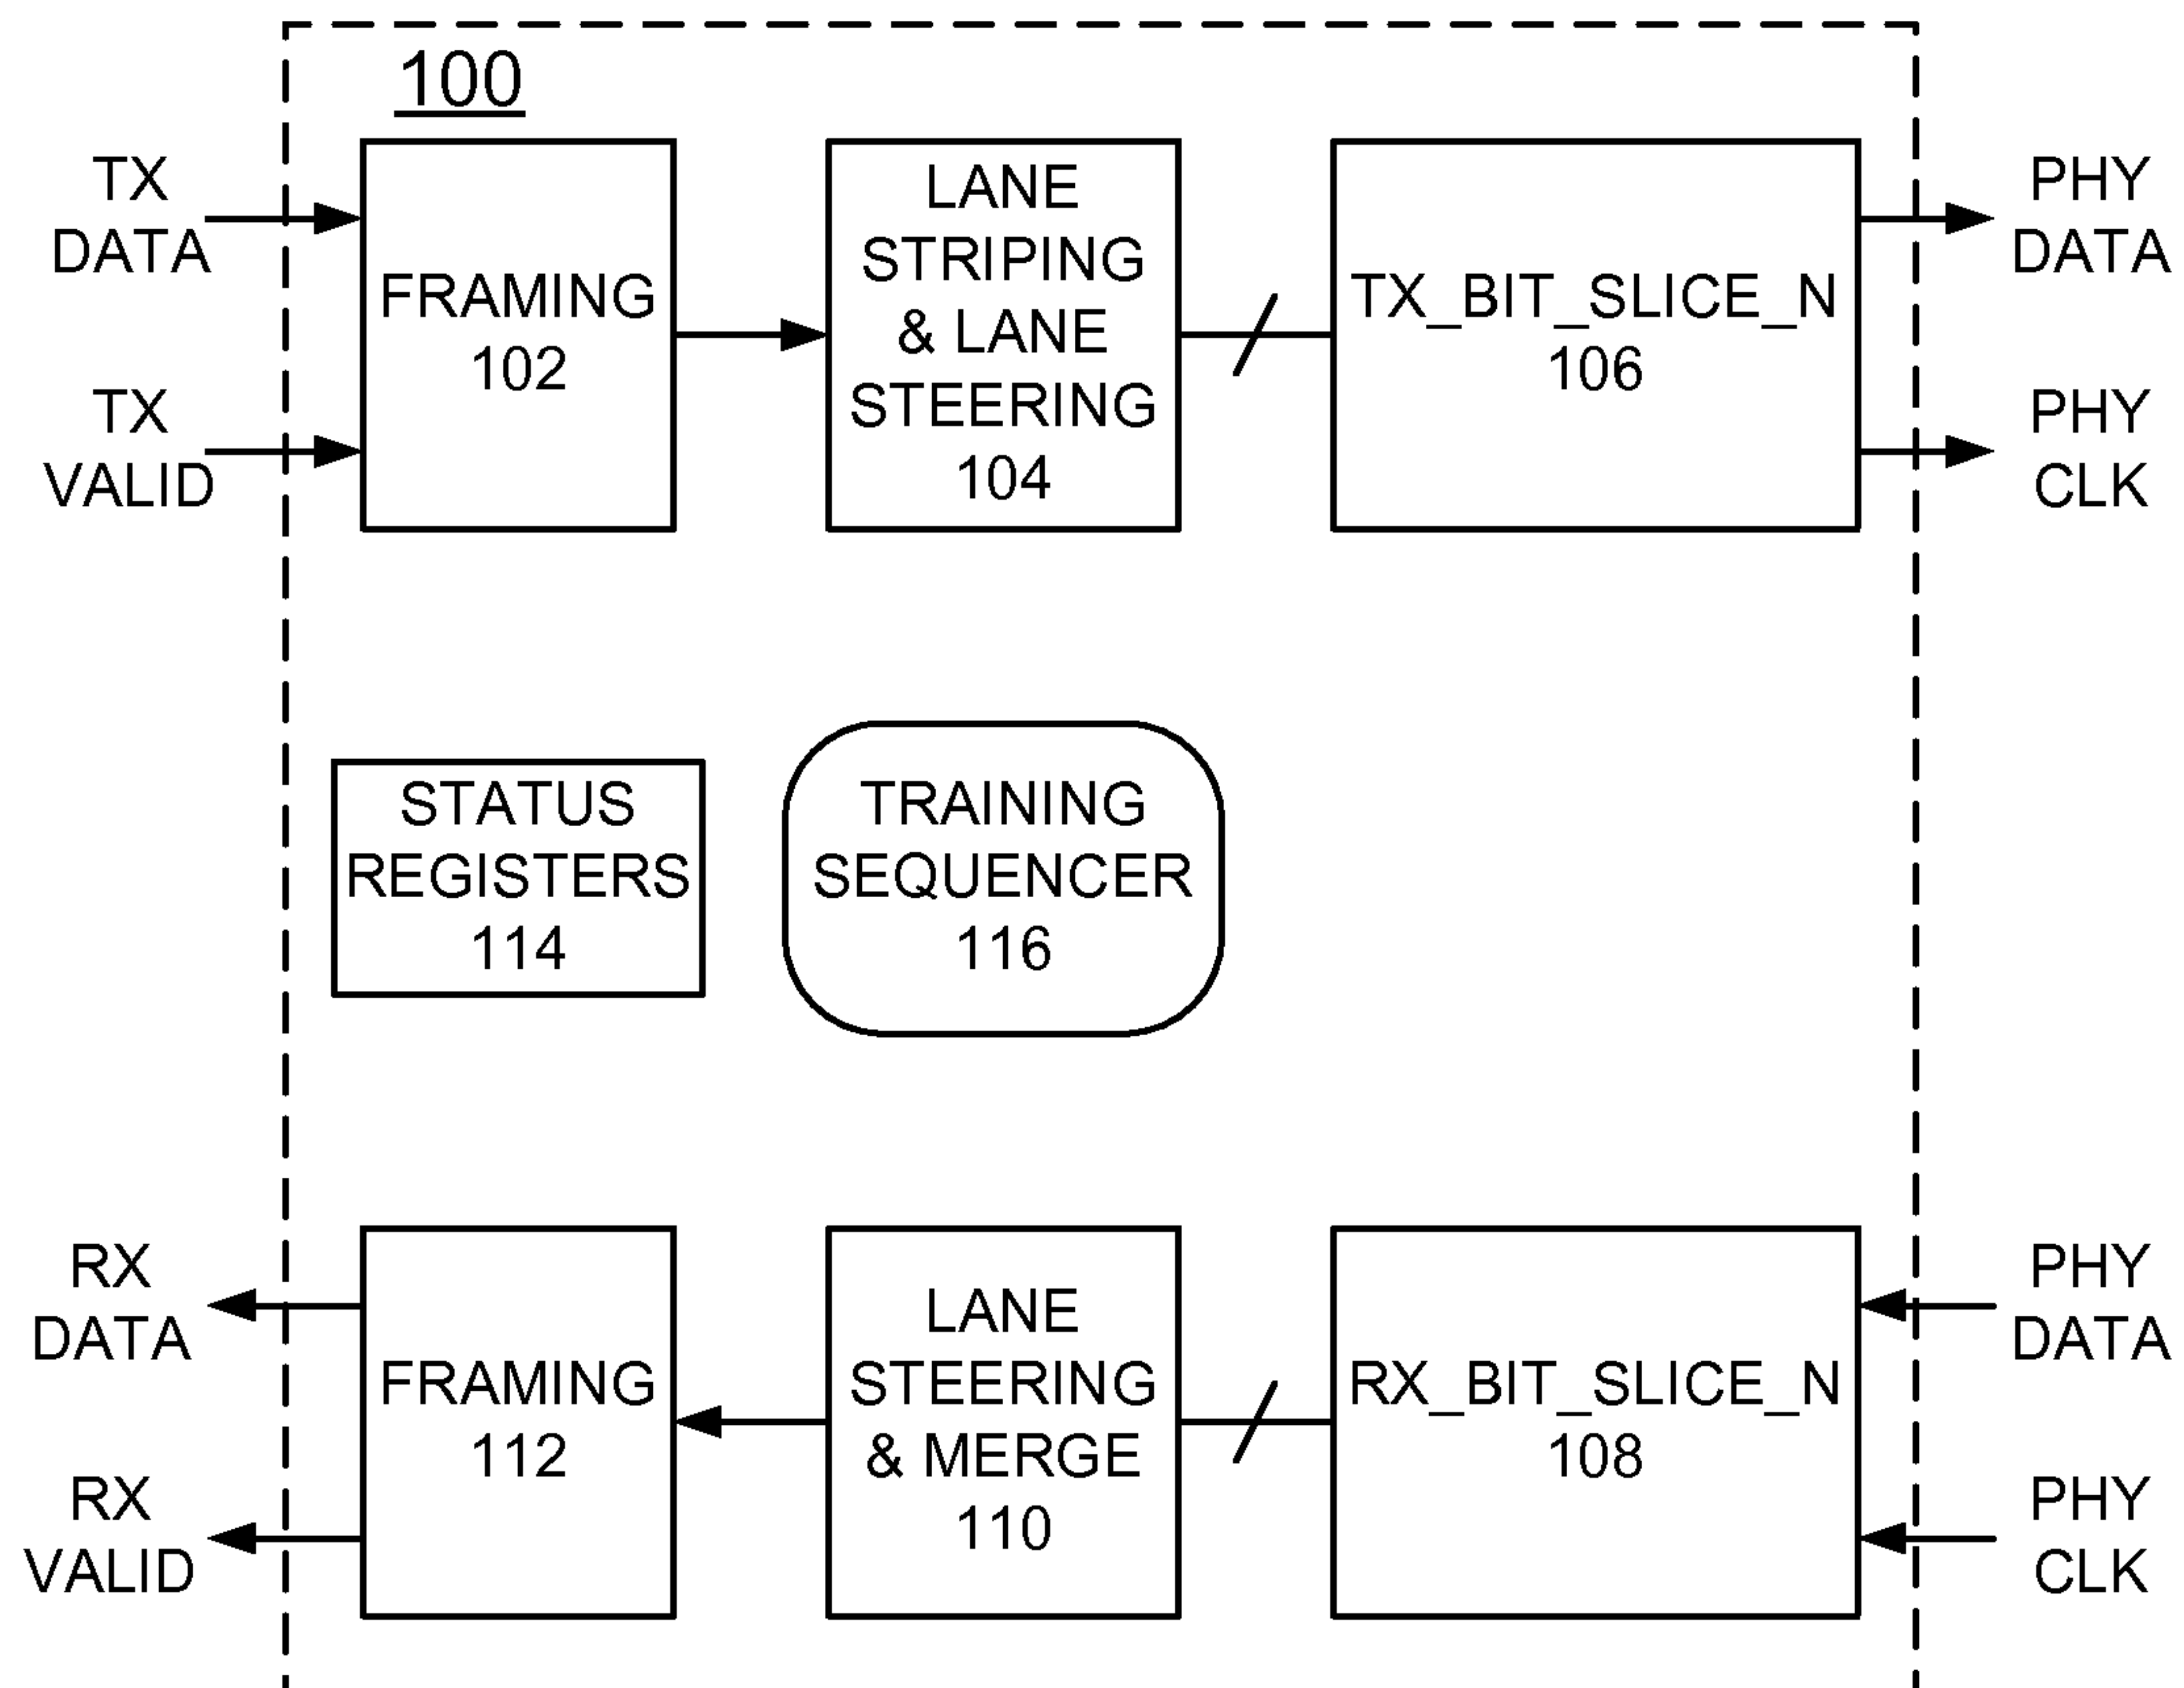 100
TX
DATA
TX
VALID
FRAMING
102
LANE
STRIPING
& LANE
STEERING
104
TX_BIT_SLICE_N
106
PHY
DATA
PHY
CLK
STATUS
REGISTERS
114
TRAINING
SEQUENCER
116
RX
DATA
RX
VALID
FRAMING
112
LANE
STEERING
& MERGE
110
RX_BIT_SLICE_N
108
PHY
DATA
PHY
CLK